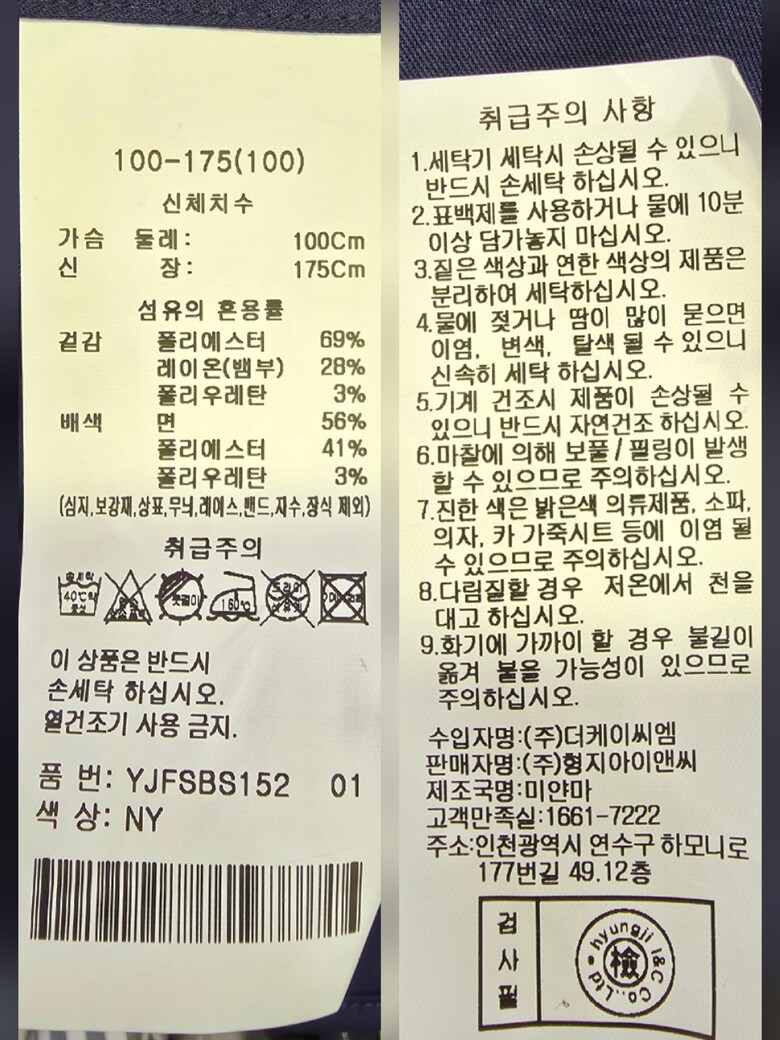 100-175(100)
신체치수
가슴 둘레: 100Cm
신 장: 175Cm
섬유의 혼용률
겉감 폴리에스터 69%
레이온(뱀부) 28%
폴리우레탄 3%
배색 면 56%
폴리에스터 41%
폴리우레탄 3%
(심지,보강재,상표,무늬,레이스,밴드,자수,장식 제외)
취급주의
손세탁
40℃약
중성
옷걸이
160℃
드라이
이 상품은 반드시
손세탁 하십시오.
열건조기 사용 금지.
품 번: YJFSBS152 01
색 상: NY
취급주의 사항
1.세탁기 세탁시 손상될 수 있으니
반드시 손세탁 하십시오.
2.표백제를 사용하거나 물에 10분
이상 담가놓지 마십시오.
3.짙은 색상과 연한 색상의 제품은
분리하여 세탁하십시오.
4.물에 젖거나 땀이 많이 묻으면
이염, 변색, 탈색 될 수 있으니
신속히 세탁 하십시오.
5.기계 건조시 제품이 손상될 수
있으니 반드시 자연건조 하십시오.
6.마찰에 의해 보풀/필링이 발생
할 수 있으므로 주의하십시오.
7.진한 색은 밝은색 의류제품, 소파,
의자, 카 가죽시트 등에 이염 될
수 있으므로 주의하십시오.
8.다림질할 경우 저온에서 천을
대고 하십시오.
9.화기에 가까이 할 경우 불길이
옮겨 붙을 가능성이 있으므로
주의하십시오.
수입자명:(주)더케이씨엠
판매자명:(주)형지아이앤씨
제조국명:미얀마
고객만족실:1661-7222
주소:인천광역시 연수구 하모니로
177번길 49.12층
검사필
hyungji I&C Co.,Ltd
檢